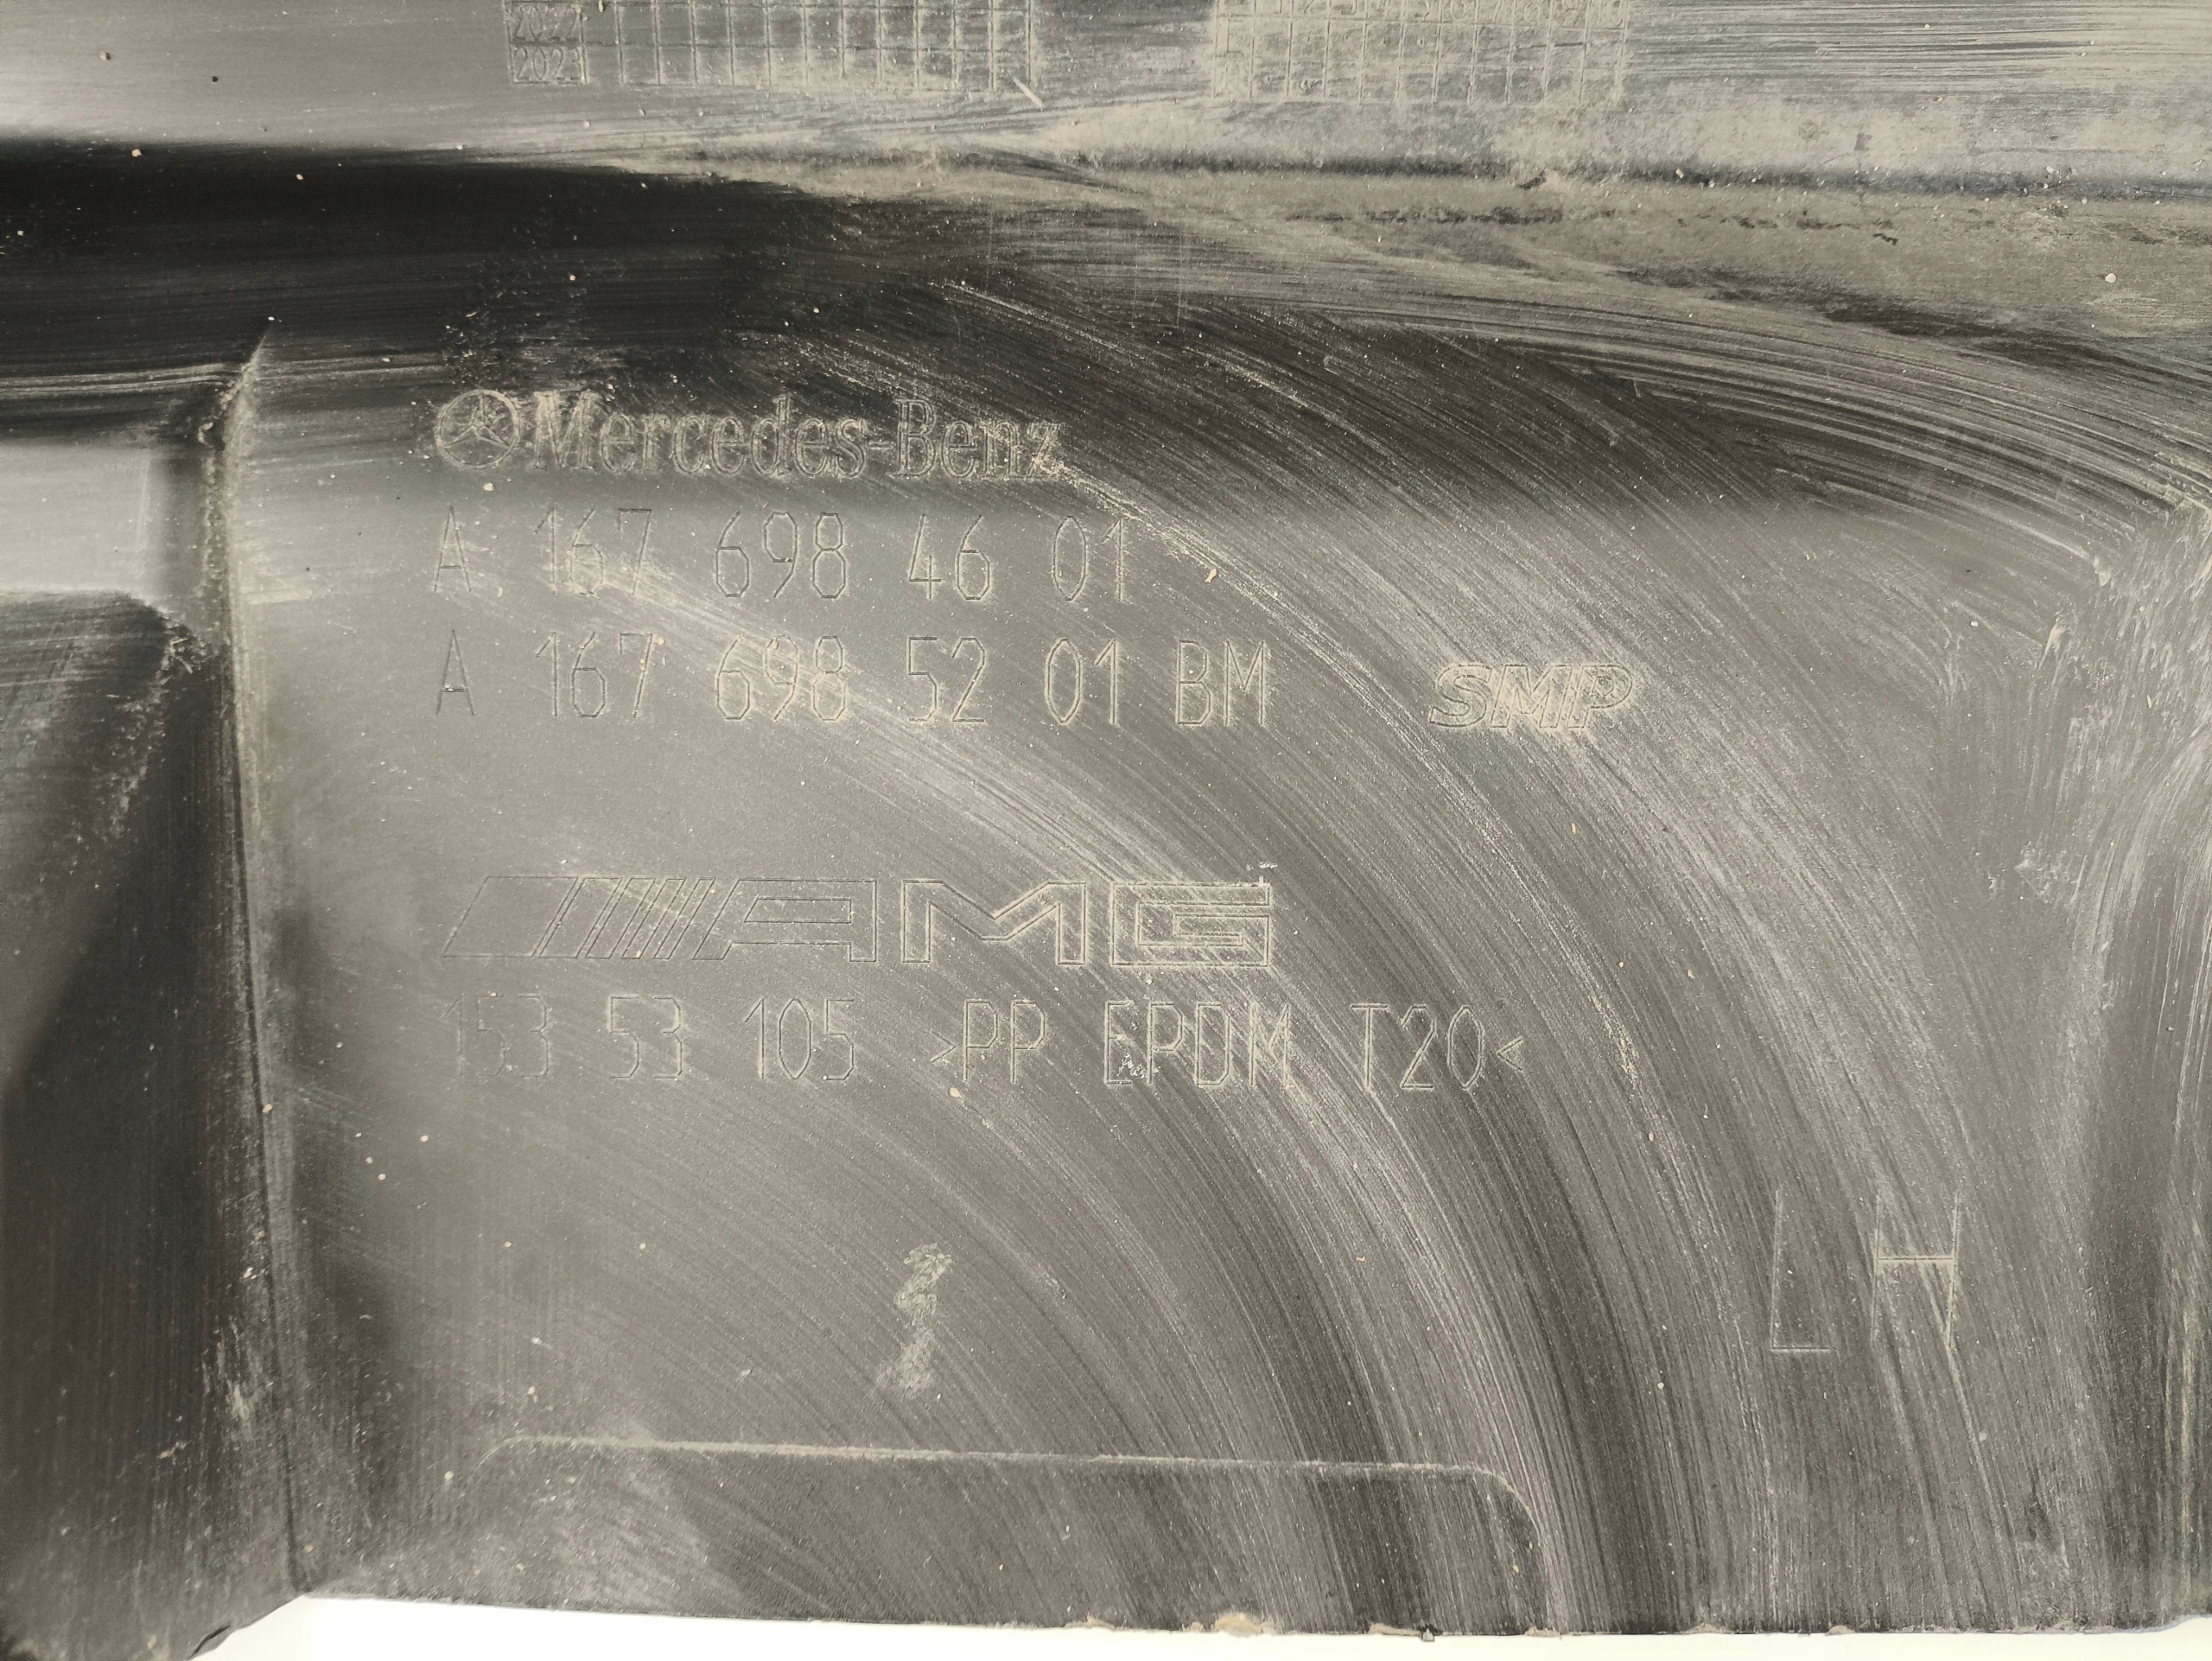 2022
2023
Mercedes-Benz
A 167 698 46 01
A 167 698 52 01 BM
SMP
AMG
153 53 105 >PP EPDM T20<
LH